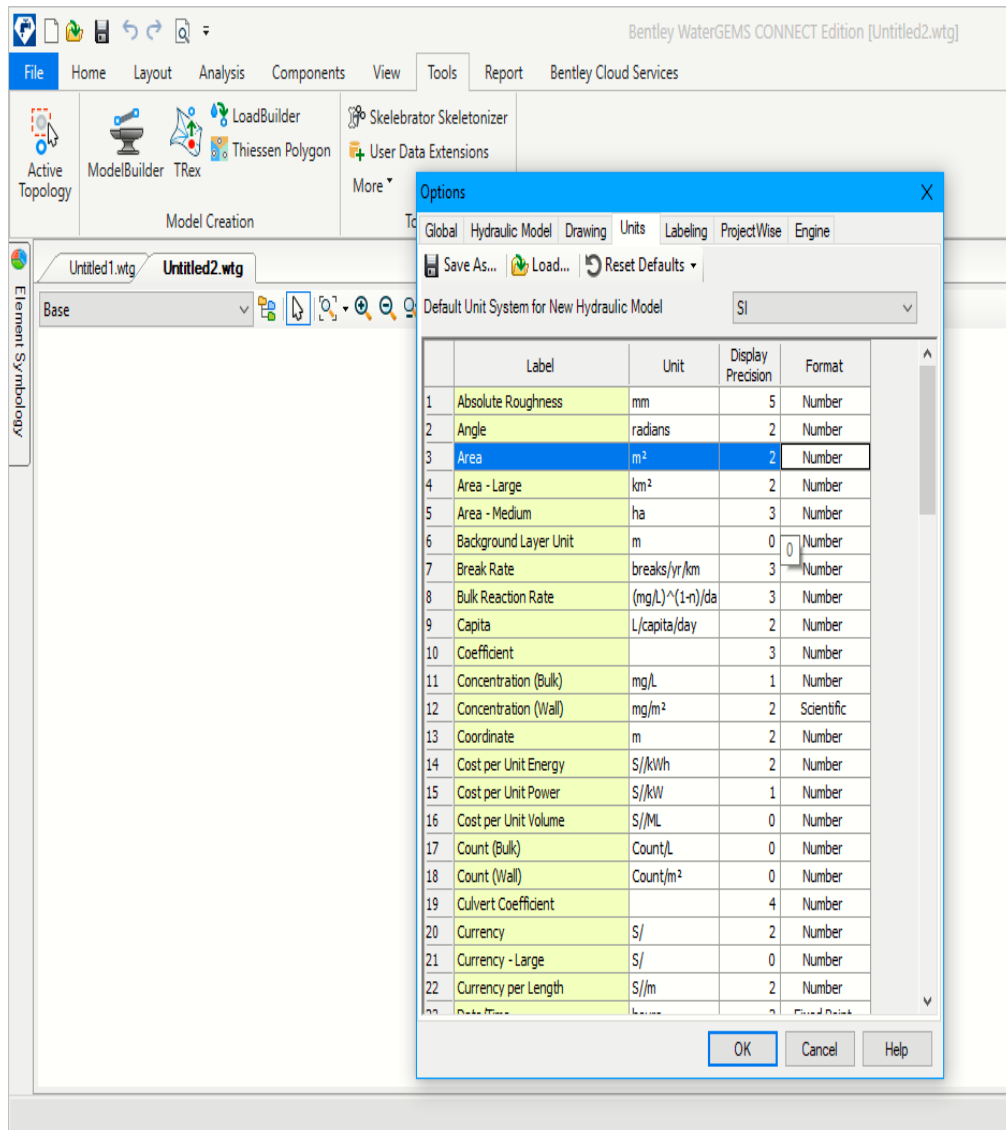 Bentley WaterGEMS CONNECT Edition [Untitled2.wtg]
File Home Layout Analysis Components View Tools Report Bentley Cloud Services
Active Topology
ModelBuilder
TRex
LoadBuilder
Thiessen Polygon
Model Creation
Skelebrator Skeletonizer
User Data Extensions
More
Element Symbology
Untitled1.wtg Untitled2.wtg
Base
Options X
Global Hydraulic Model Drawing Units Labeling ProjectWise Engine
Save As... Load... Reset Defaults
Default Unit System for New Hydraulic Model SI
Label Unit Display Precision Format
1 Absolute Roughness mm 5 Number
2 Angle radians 2 Number
3 Area m² 2 Number
4 Area - Large km² 2 Number
5 Area - Medium ha 3 Number
6 Background Layer Unit m 0 Number
0
7 Break Rate breaks/yr/km 3 Number
8 Bulk Reaction Rate (mg/L)^(1-n)/da 3 Number
9 Capita L/capita/day 2 Number
10 Coefficient 3 Number
11 Concentration (Bulk) mg/L 1 Number
12 Concentration (Wall) mg/m² 2 Scientific
13 Coordinate m 2 Number
14 Cost per Unit Energy S//kWh 2 Number
15 Cost per Unit Power S//kW 1 Number
16 Cost per Unit Volume S//ML 0 Number
17 Count (Bulk) Count/L 0 Number
18 Count (Wall) Count/m² 0 Number
19 Culvert Coefficient 4 Number
20 Currency S/ 2 Number
21 Currency - Large S/ 0 Number
22 Currency per Length S//m 2 Number
OK Cancel Help